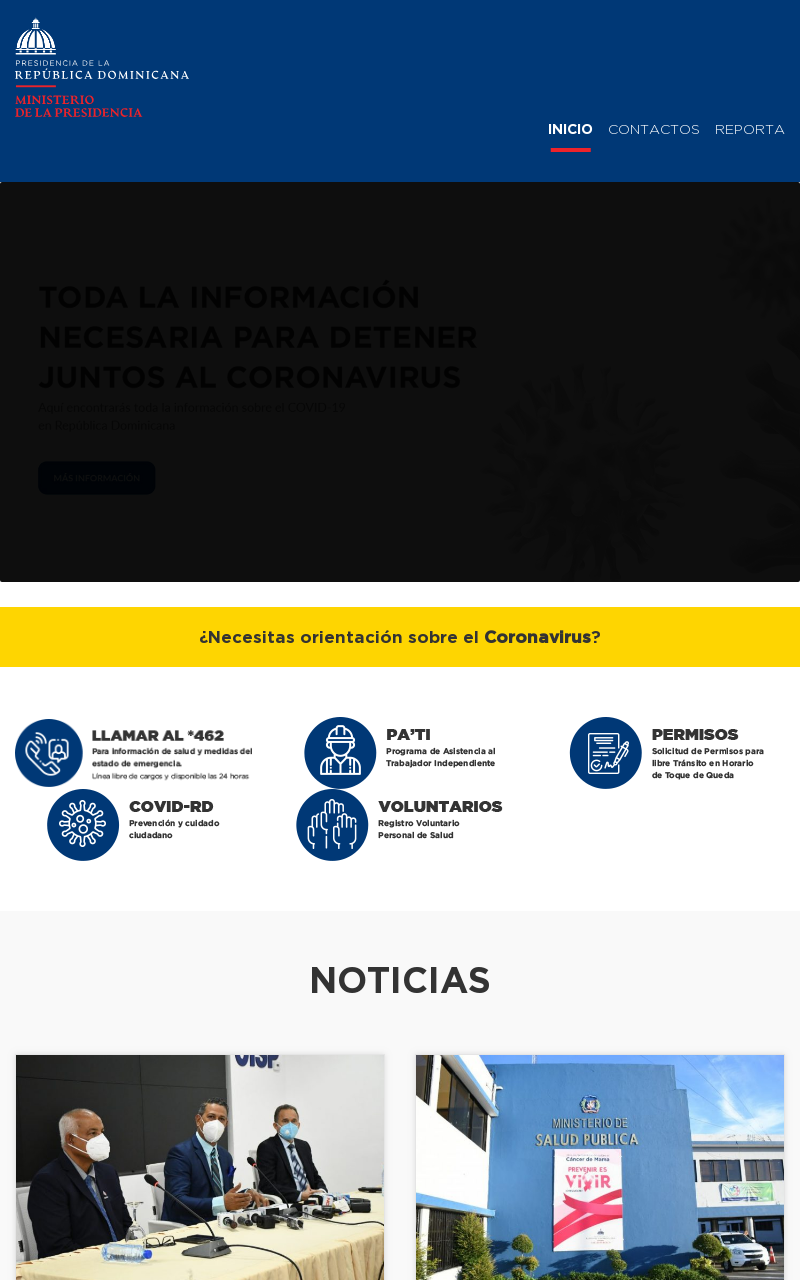 PRESIDENCIA DE LA
REPÚBLICA DOMINICANA
MINISTERIO
DE LA PRESIDENCIA
INICIO CONTACTOS REPORTA
TODA LA INFORMACIÓN
NECESARIA PARA DETENER
JUNTOS AL CORONAVIRUS
Aquí encontrarás toda la información sobre el COVID-19
en República Dominicana
MÁS INFORMACIÓN
¿Necesitas orientación sobre el Coronavirus?
LLAMAR AL *462
Para información de salud y medidas del
estado de emergencia.
Línea libre de cargos y disponible las 24 horas
PA'TI
Programa de Asistencia al
Trabajador Independiente
PERMISOS
Solicitud de Permisos para
libre Tránsito en Horario
de Toque de Queda
COVID-RD
Prevención y cuidado
ciudadano
VOLUNTARIOS
Registro Voluntario
Personal de Salud
NOTICIAS
MINISTERIO DE
SALUD PUBLICA
Cáncer de Mama
PREVENIR ES
ViViR